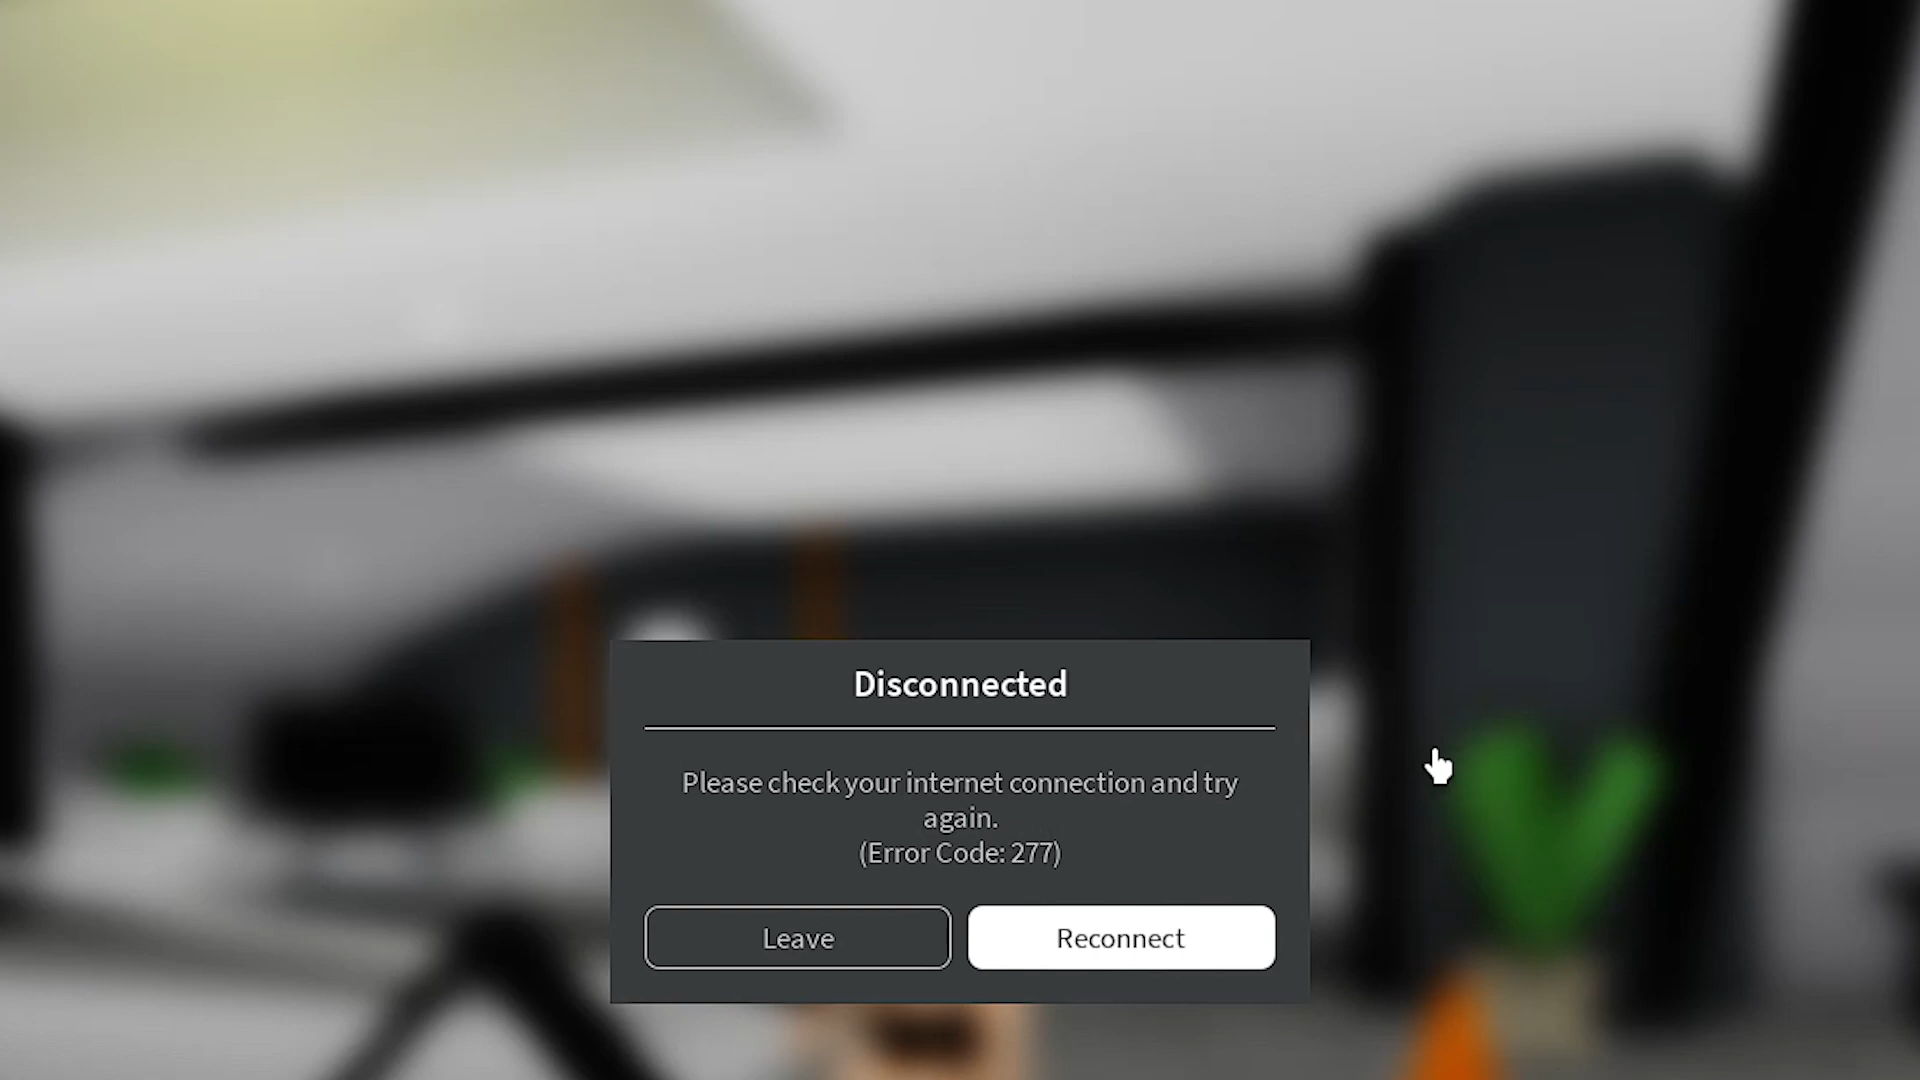 Disconnected
Please check your internet connection and try
again.
(Error Code: 277)
Leave
Reconnect